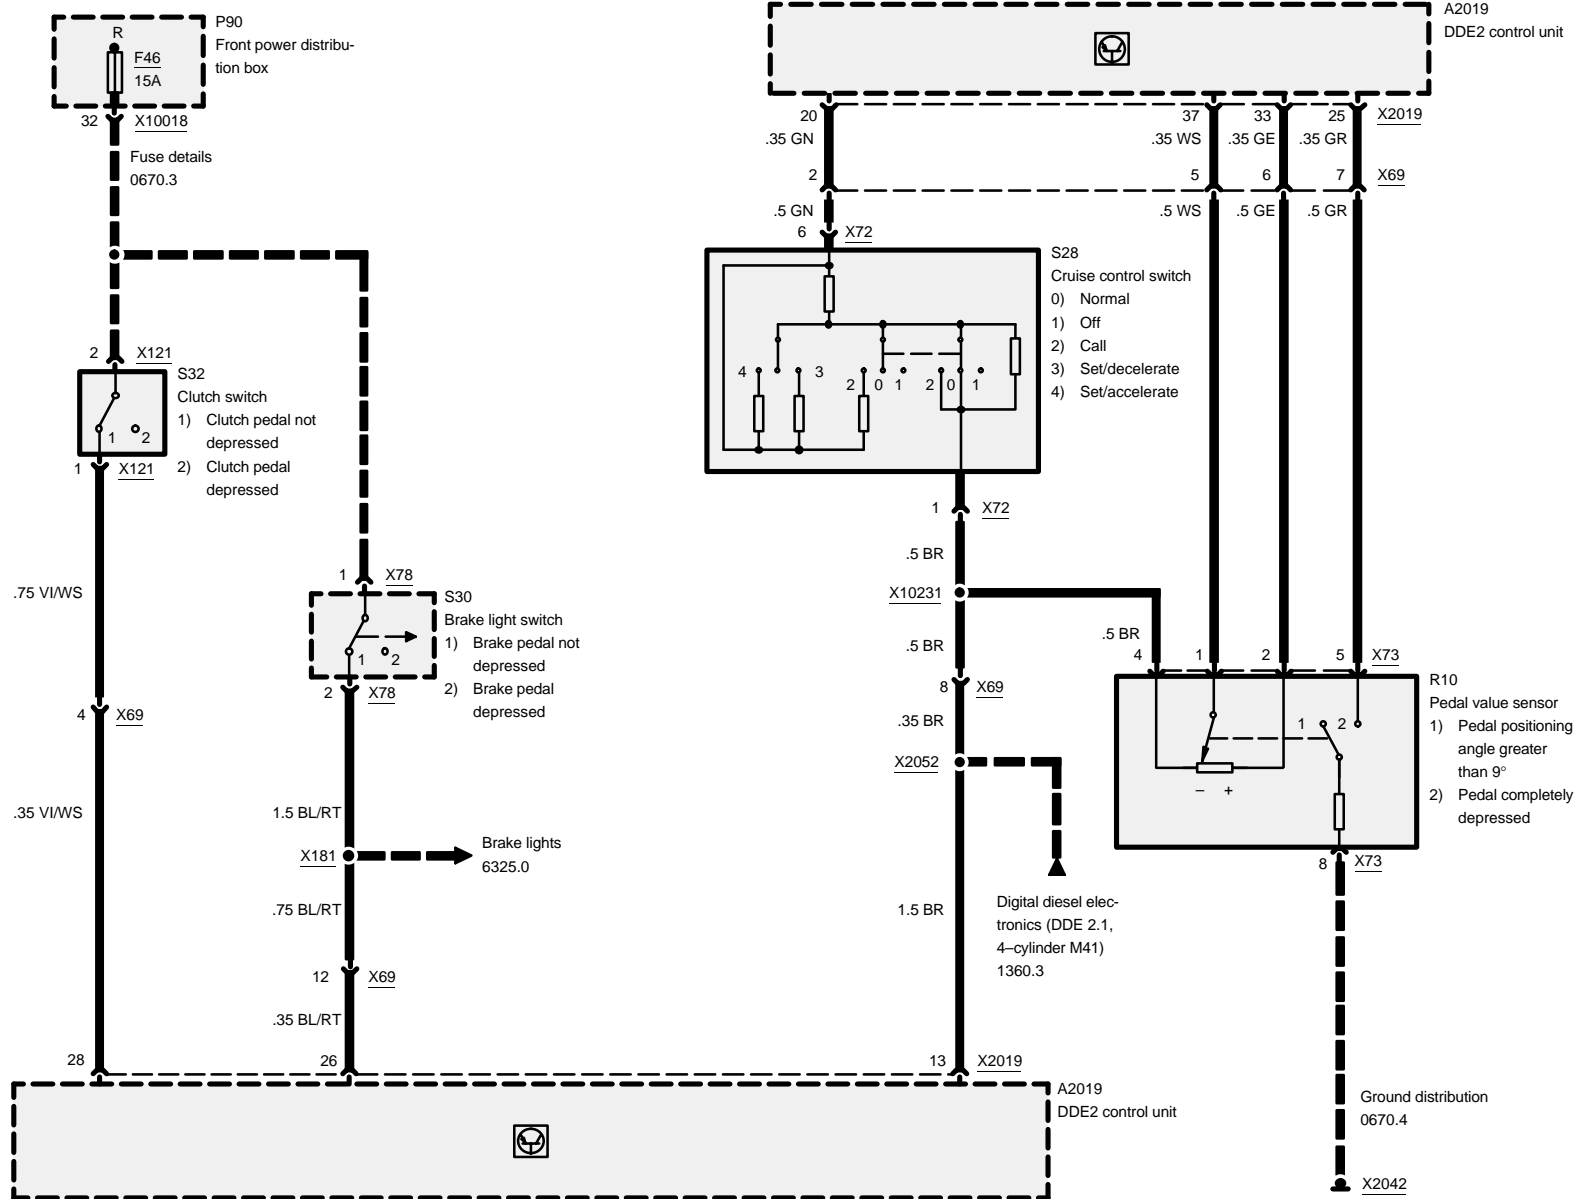 P90
Front power distribu-
tion box
R
F46
15A
32 X10018
Fuse details
0670.3
2 X121
S32
Clutch switch
1) Clutch pedal not
depressed
2) Clutch pedal
depressed
1 2
1 X121
.75 VI/WS
4 X69
.35 VI/WS
28
1 X78
S30
Brake light switch
1) Brake pedal not
depressed
2) Brake pedal
depressed
1 2
2 X78
1.5 BL/RT
X181
Brake lights
6325.0
.75 BL/RT
12 X69
.35 BL/RT
26
A2019
DDE2 control unit
20 37 33 25 X2019
.35 GN .35 WS .35 GE .35 GR
2 5 6 7 X69
.5 GN .5 WS .5 GE .5 GR
6 X72
S28
Cruise control switch
0) Normal
1) Off
2) Call
3) Set/decelerate
4) Set/accelerate
4 3 2 0 1 2 0 1
1 X72
.5 BR
X10231
.5 BR
.5 BR
8 X69
.35 BR
X2052
Digital diesel elec-
tronics (DDE 2.1,
4–cylinder M41)
1360.3
1.5 BR
13 X2019
A2019
DDE2 control unit
4 1 2 5 X73
R10
Pedal value sensor
1) Pedal positioning
angle greater
than 9°
2) Pedal completely
depressed
1 2
– +
8 X73
Ground distribution
0670.4
X2042